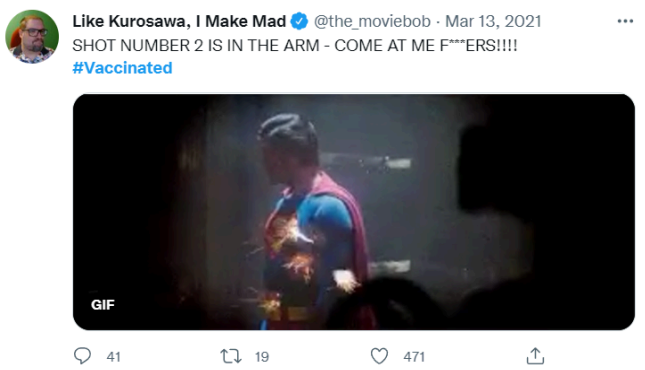 Like Kurosawa, I Make Mad @the_moviebob · Mar 13, 2021 ...
SHOT NUMBER 2 IS IN THE ARM - COME AT ME F***ERS!!!!
#Vaccinated
GIF
41 19 471